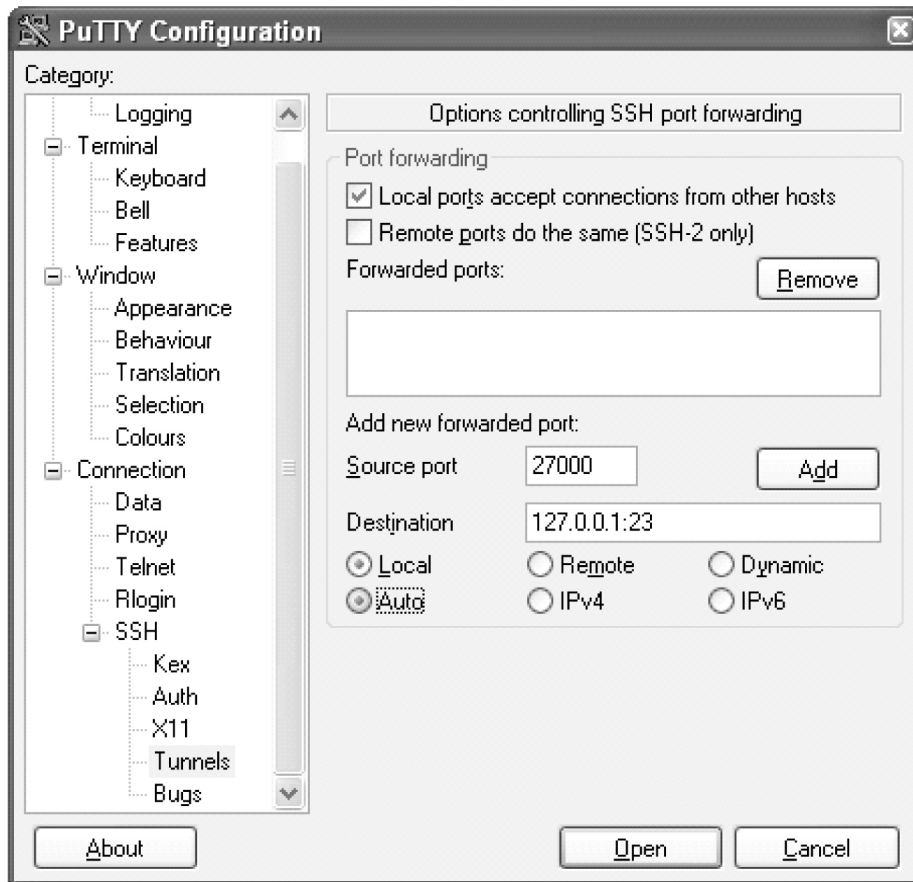 PuTTY Configuration
Category:
Logging
Terminal
Keyboard
Bell
Features
Window
Appearance
Behaviour
Translation
Selection
Colours
Connection
Data
Proxy
Telnet
Rlogin
SSH
Kex
Auth
X11
Tunnels
Bugs
Options controlling SSH port forwarding
Port forwarding
Local ports accept connections from other hosts
Remote ports do the same (SSH-2 only)
Forwarded ports:
Remove
Add new forwarded port:
Source port 27000 Add
Destination 127.0.0.1:23
Local Remote Dynamic
Auto IPv4 IPv6
About Open Cancel